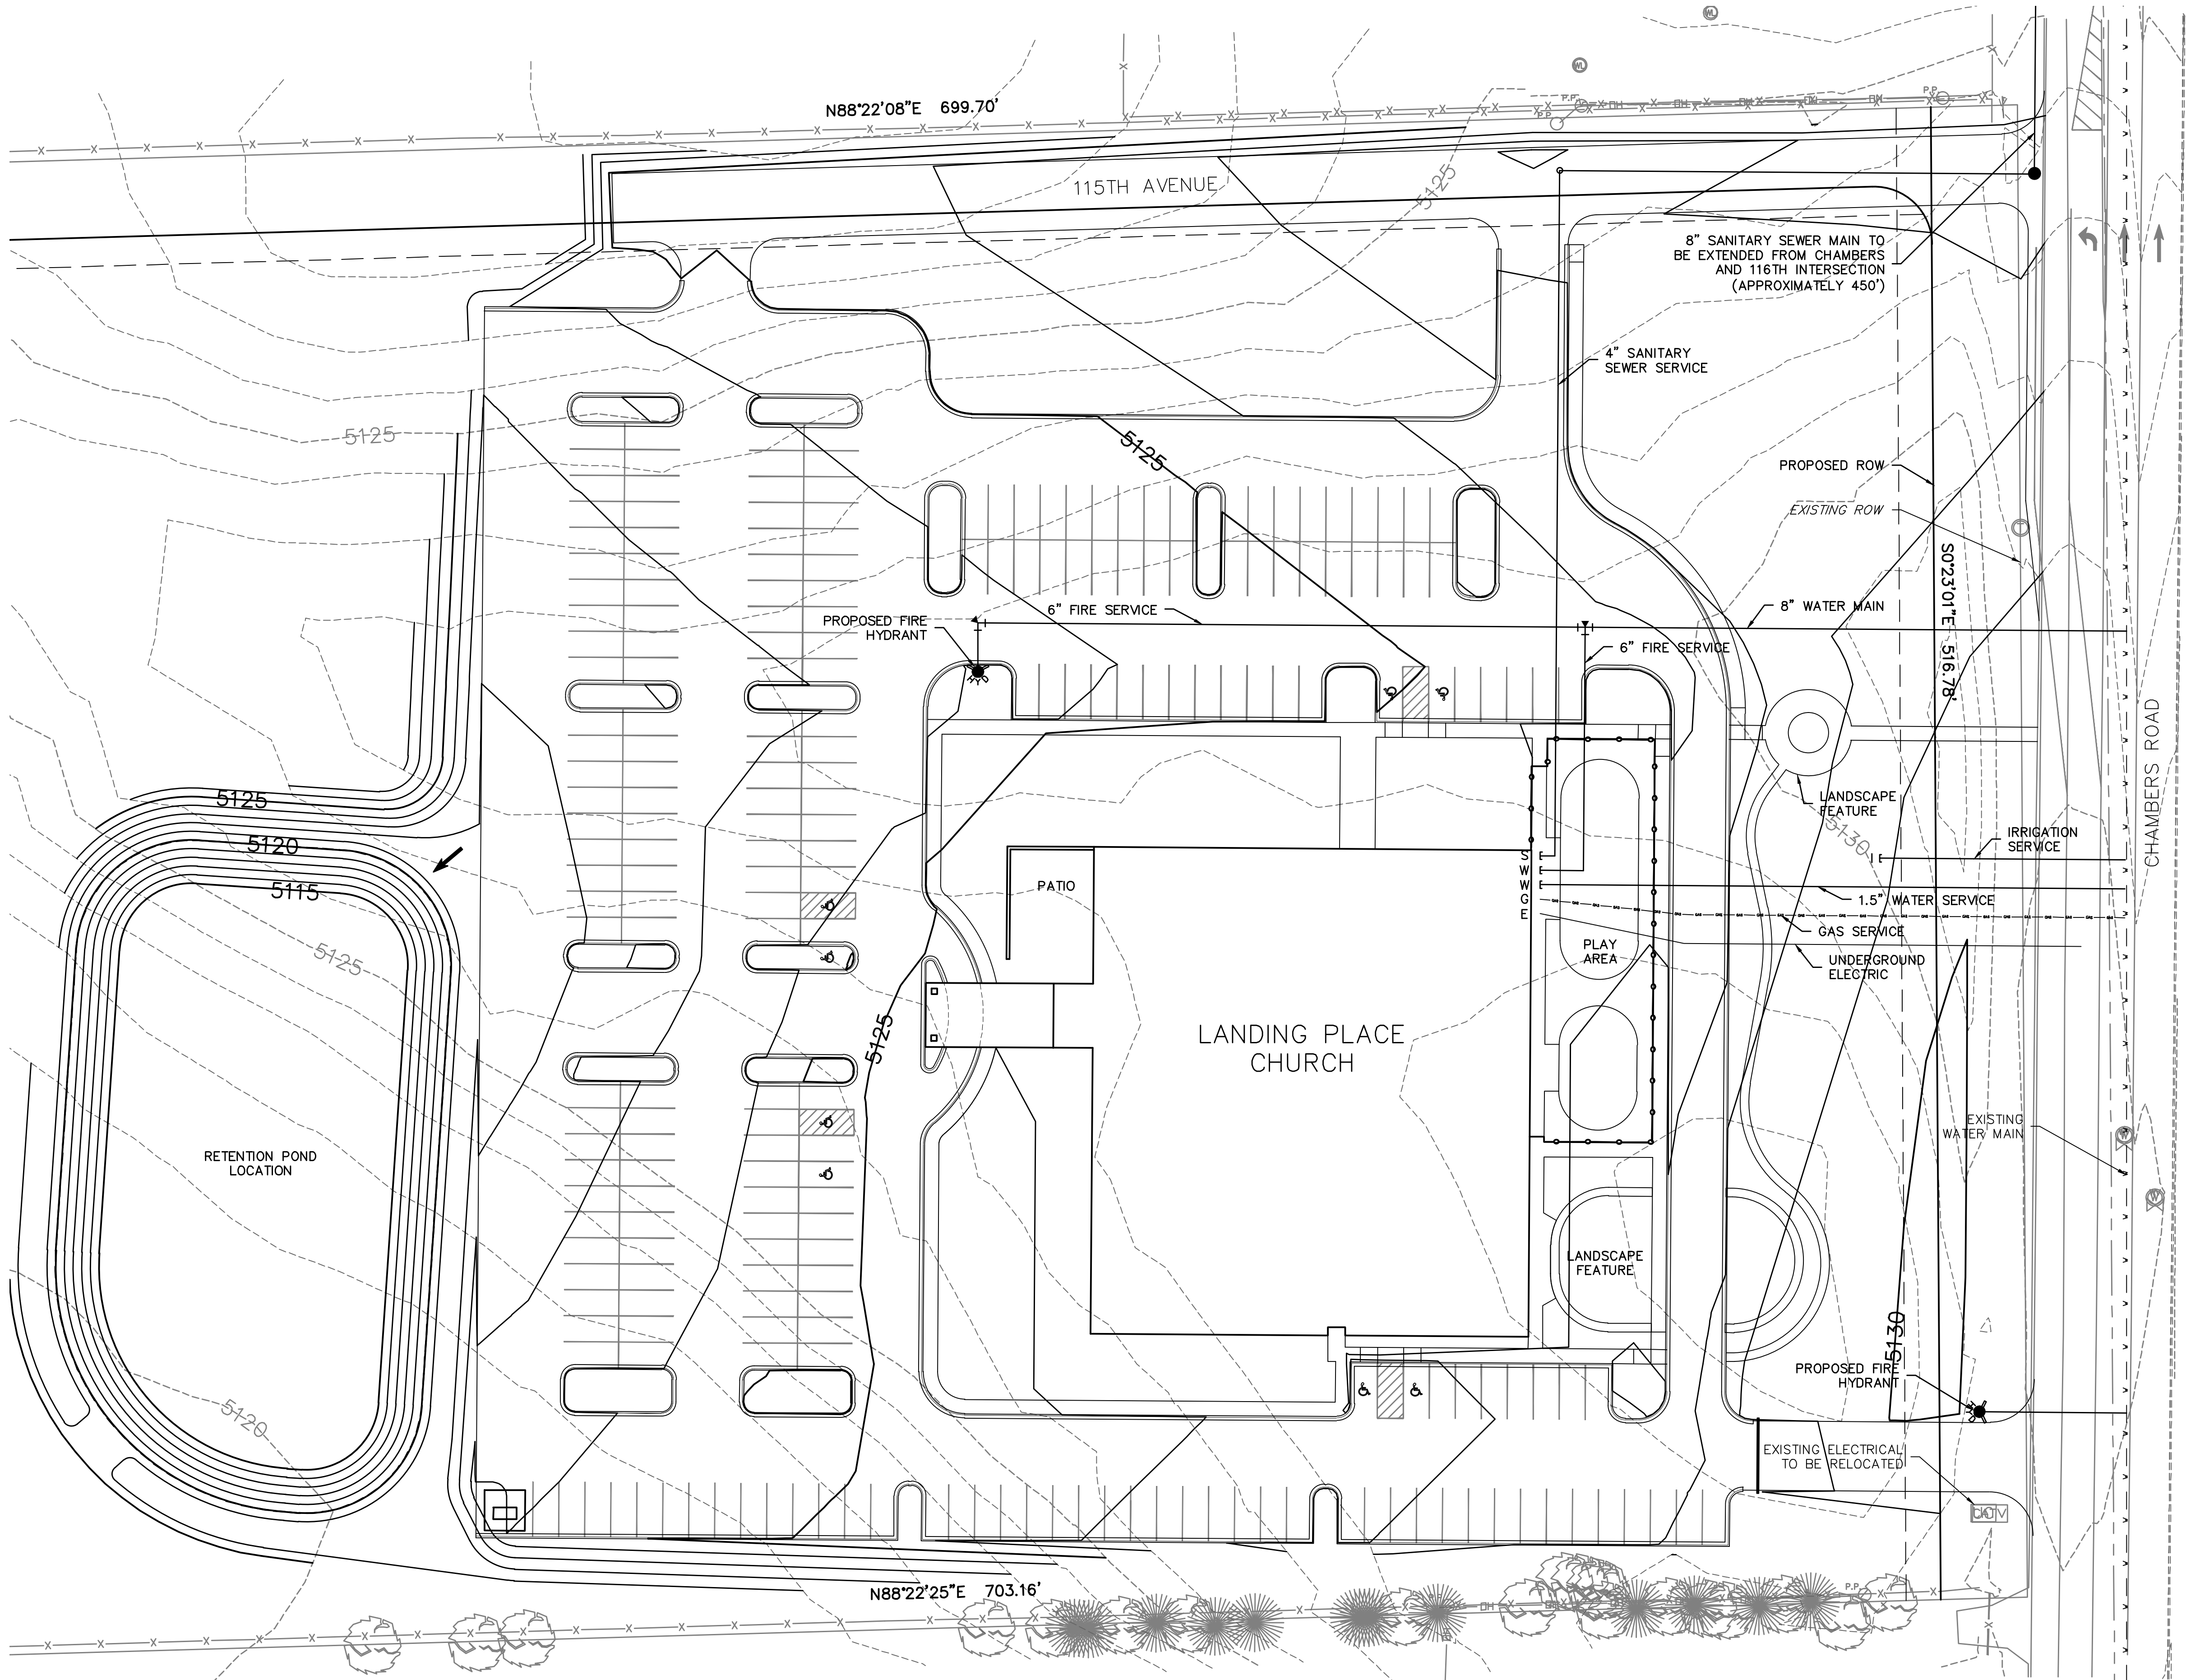 N88°22'08"E   699.70'
P.P.
P.P.
P.P.
115TH AVENUE
5125
8" SANITARY SEWER MAIN TO
BE EXTENDED FROM CHAMBERS
AND 116TH INTERSECTION
(APPROXIMATELY 450')
4" SANITARY
SEWER SERVICE
5125
5125
PROPOSED ROW
EXISTING ROW
S0°23'01"E  516.78'
6" FIRE SERVICE
8" WATER MAIN
PROPOSED FIRE
HYDRANT
6" FIRE SERVICE
CHAMBERS ROAD
5125
LANDSCAPE
FEATURE
5130
IRRIGATION
SERVICE
5120
5115
PATIO
S
W
W
G
E
1.5" WATER SERVICE
GAS SERVICE
UNDERGROUND
ELECTRIC
5125
PLAY
AREA
5125
LANDING PLACE
CHURCH
EXISTING
WATER MAIN
RETENTION POND
LOCATION
LANDSCAPE
FEATURE
5130
PROPOSED FIRE
HYDRANT
5120
EXISTING ELECTRICAL
TO BE RELOCATED
N88°22'25"E   703.16'
P.P.